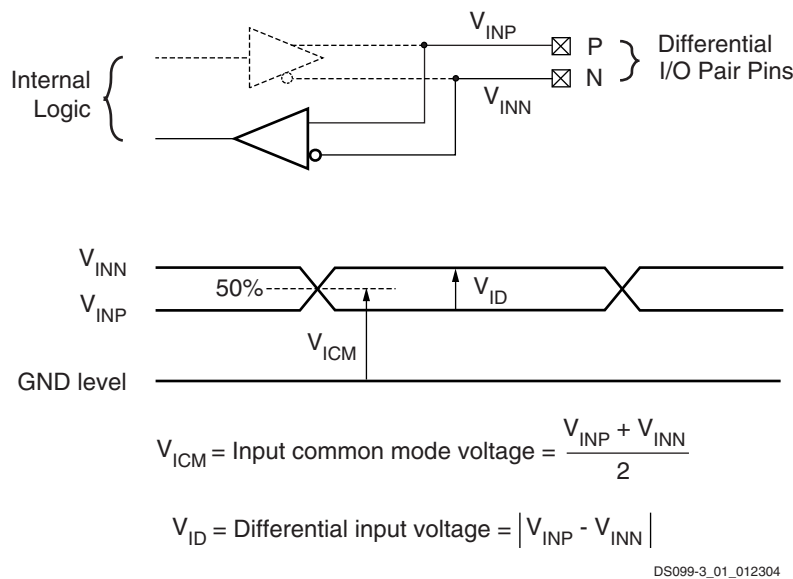 V_INP
P
Differential
I/O Pair Pins
N
Internal
Logic
V_INN
V_INN
50%
V_ID
V_INP
V_ICM
GND level
V_ICM = Input common mode voltage = (V_INP + V_INN) / 2
V_ID = Differential input voltage = |V_INP - V_INN|
DS099-3_01_012304